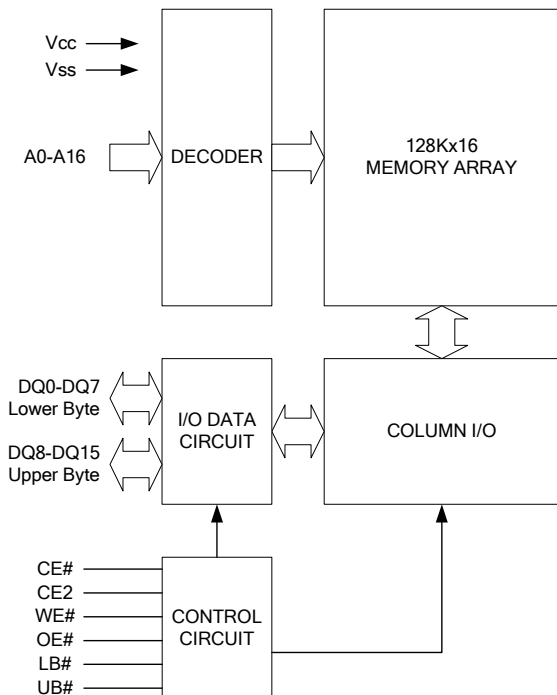 Vcc
Vss
A0-A16
DECODER
128Kx16
MEMORY ARRAY
DQ0-DQ7
Lower Byte
DQ8-DQ15
Upper Byte
I/O DATA
CIRCUIT
COLUMN I/O
CE#
CE2
WE#
OE#
LB#
UB#
CONTROL
CIRCUIT